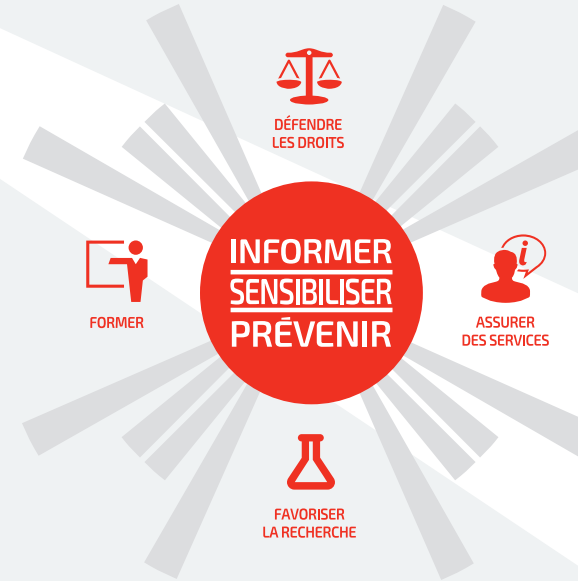 DÉFENDRE
LES DROITS
INFORMER
SENSIBILISER
PRÉVENIR
FORMER
i
ASSURER
DES SERVICES
FAVORISER
LA RECHERCHE